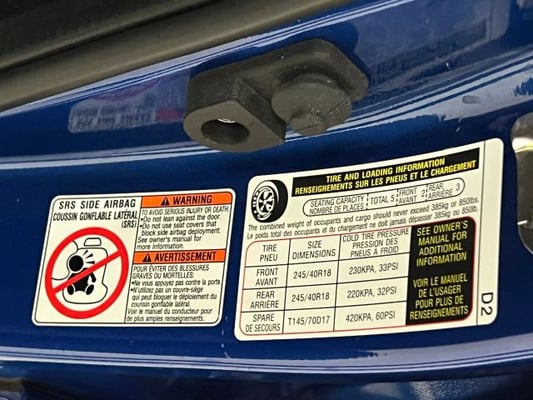 SRS SIDE AIRBAG
COUSSIN GONFLABLE LATÉRAL
(SRS)
WARNING
TO AVOID SERIOUS INJURY OR DEATH:
•Do not lean against the door.
•Do not use seat covers that
block side airbag deployment.
See owner's manual for
more information.
AVERTISSEMENT
POUR ÉVITER DES BLESSURES
GRAVES OU MORTELLES:
•Ne vous appuyez pas contre la porte.
•N'utilisez pas un couvre-siège
qui peut bloquer le déploiement du
coussin gonflable latéral.
Voir le manuel du conducteur pour
de plus amples renseignements.
TIRE AND LOADING INFORMATION
RENSEIGNEMENTS SUR LES PNEUS ET LE CHARGEMENT
SEATING CAPACITY
NOMBRE DE PLACES
TOTAL 5
FRONT
AVANT 2
REAR
ARRIÈRE 3
The combined weight of occupants and cargo should never exceed 385kg or 850lbs.
Le poids total des occupants et du chargement ne doit jamais dépasser 385kg ou 850lb.
TIRE
PNEU
SIZE
DIMENSIONS
COLD TIRE PRESSURE
PRESSION DES
PNEUS À FROID
FRONT
AVANT
245/40R18
230KPA, 33PSI
REAR
ARRIÈRE
245/40R18
220KPA, 32PSI
SPARE
DE SECOURS
T145/70D17
420KPA, 60PSI
SEE OWNER'S
MANUAL FOR
ADDITIONAL
INFORMATION
VOIR LE MANUEL
DE L'USAGER
POUR PLUS DE
RENSEIGNEMENTS
D2